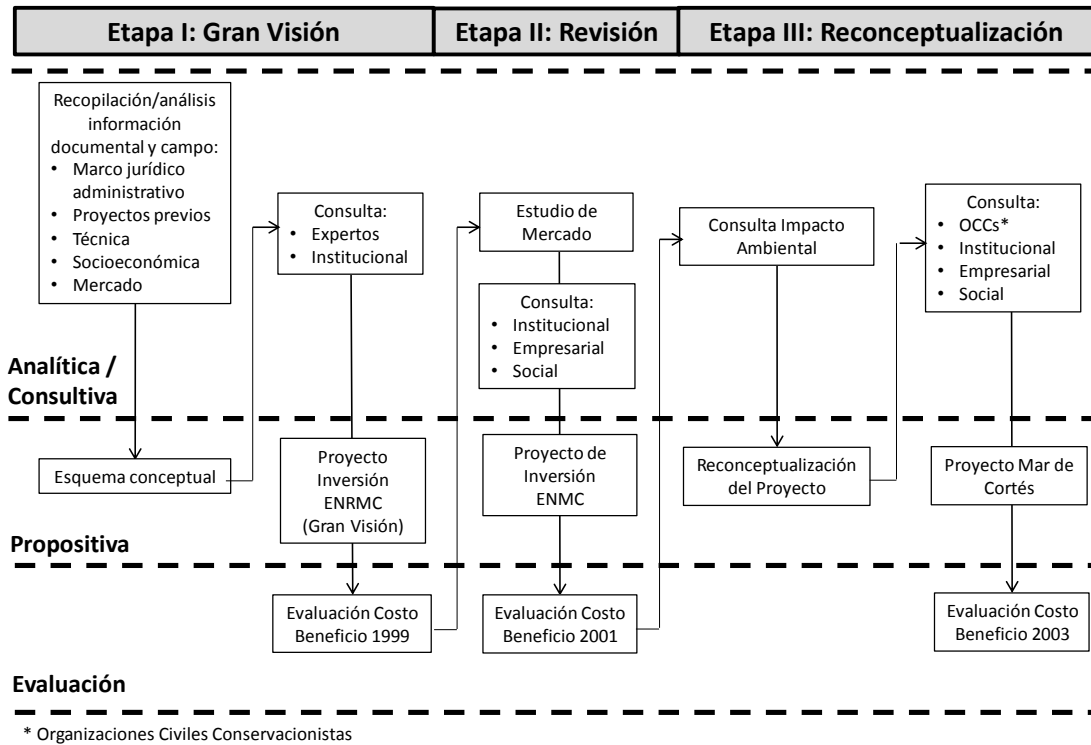 Etapa I: Gran Visión
Etapa II: Revisión
Etapa III: Reconceptualización
Recopilación/análisis
información
documental y campo:
• Marco jurídico
administrativo
• Proyectos previos
• Técnica
• Socioeconómica
• Mercado
Consulta:
• Expertos
• Institucional
Estudio de
Mercado
Consulta:
• Institucional
• Empresarial
• Social
Consulta Impacto
Ambiental
Consulta:
• OCCs*
• Institucional
• Empresarial
• Social
Analítica /
Consultiva
Esquema conceptual
Proyecto
Inversión
ENRMC
(Gran Visión)
Proyecto de
Inversión
ENMC
Reconceptualización
del Proyecto
Proyecto Mar de
Cortés
Propositiva
Evaluación Costo
Beneficio 1999
Evaluación Costo
Beneficio 2001
Evaluación Costo
Beneficio 2003
Evaluación
* Organizaciones Civiles Conservacionistas